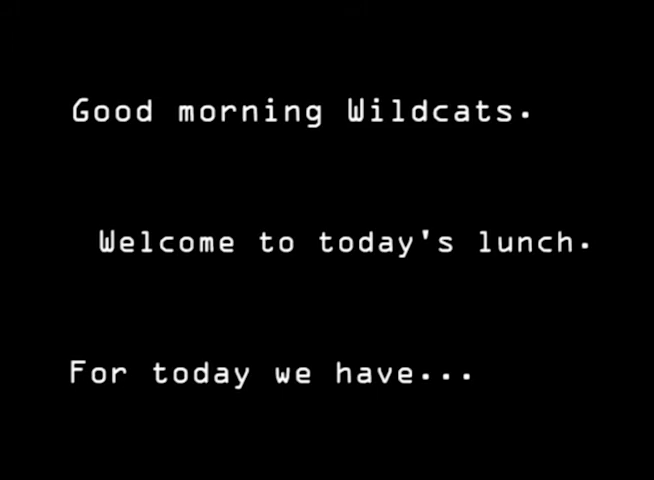 Good morning Wildcats.
Welcome to today's lunch.
For today we have...